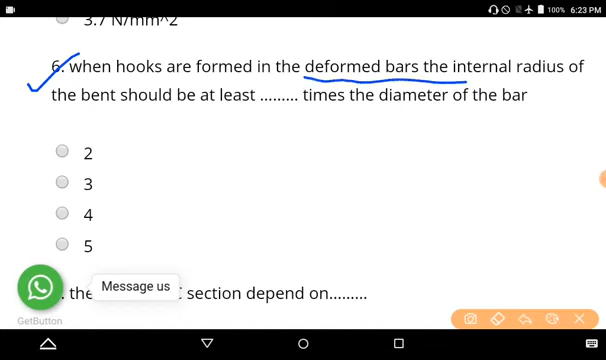 100% 6:23 PM
3.7 N/mm^2
6. when hooks are formed in the deformed bars the internal radius of
the bent should be at least ......... times the diameter of the bar
2
3
4
5
Message us
the section depend on.........
GetButton